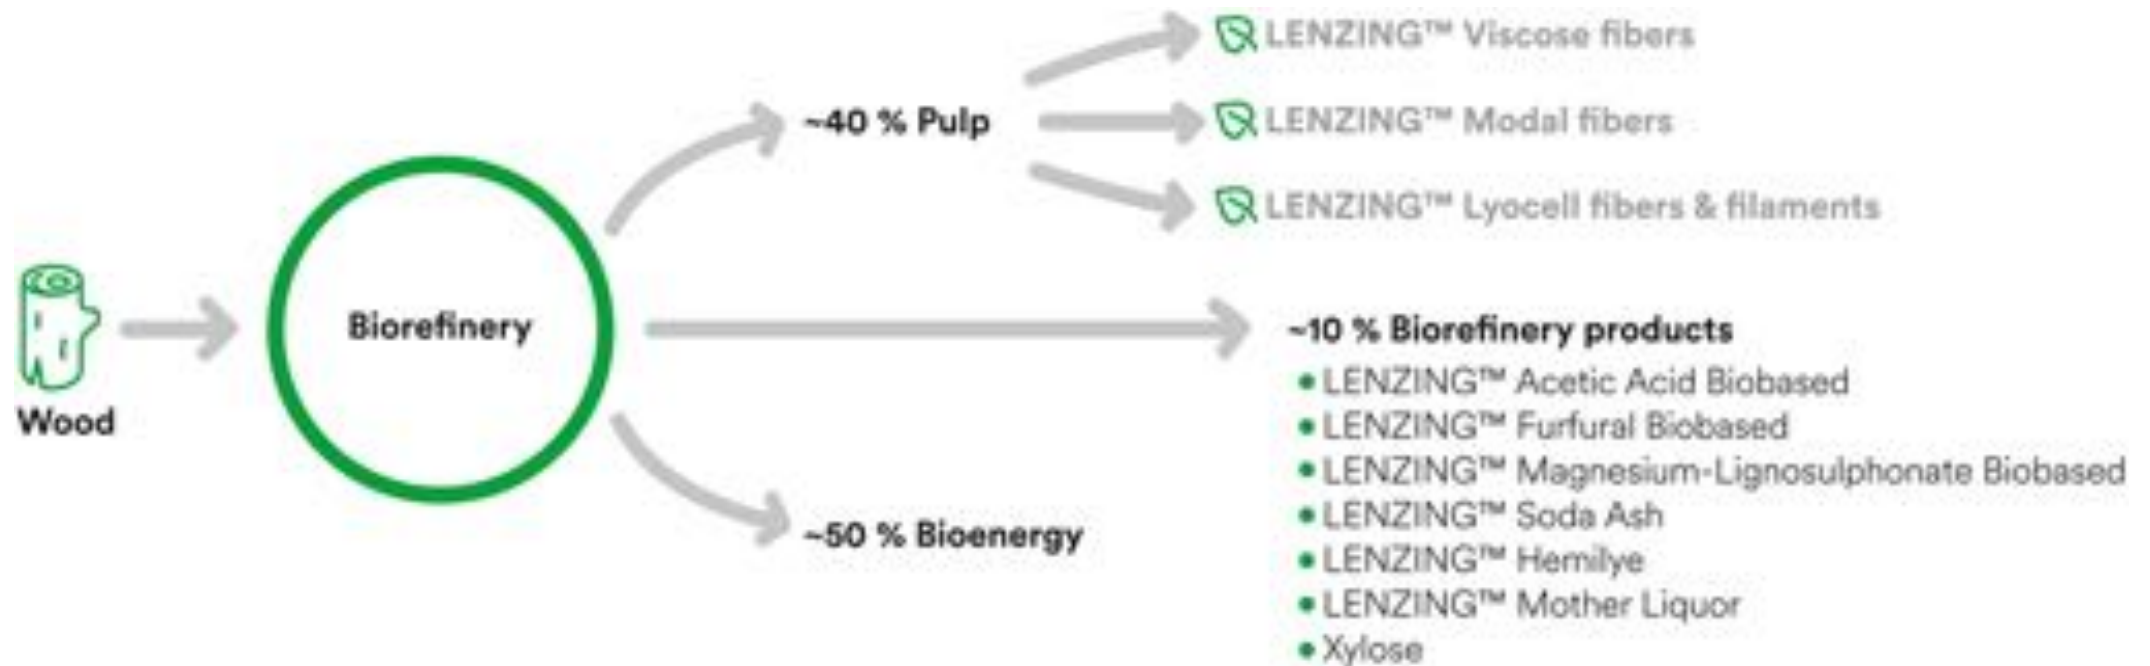 LENZING™ Viscose fibers
~40 % Pulp
LENZING™ Modal fibers
LENZING™ Lyocell fibers & filaments
Wood
Biorefinery
~10 % Biorefinery products
LENZING™ Acetic Acid Biobased
LENZING™ Furfural Biobased
LENZING™ Magnesium-Lignosulphonate Biobased
LENZING™ Soda Ash
LENZING™ Hemilye
LENZING™ Mother Liquor
Xylose
~50 % Bioenergy